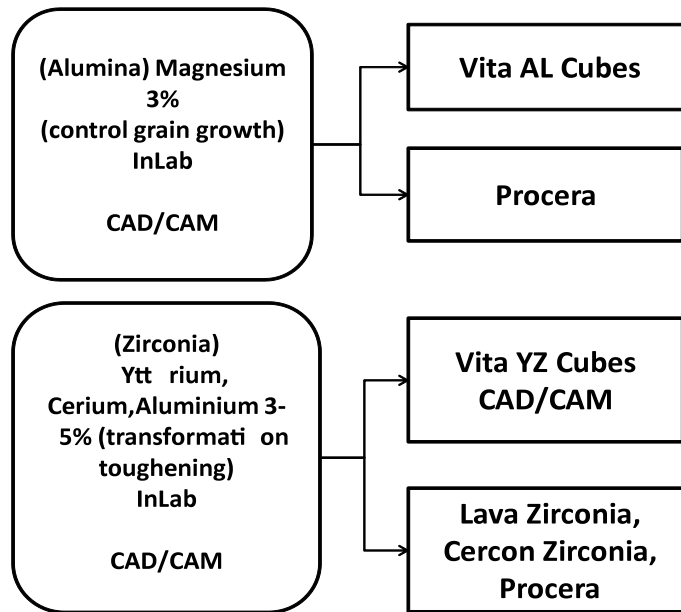 (Alumina) Magnesium
3%
(control grain growth)
InLab
CAD/CAM
Vita AL Cubes
Procera
(Zirconia)
Ytt rium,
Cerium,Aluminium 3-
5% (transformati on
toughening)
InLab
CAD/CAM
Vita YZ Cubes
CAD/CAM
Lava Zirconia,
Cercon Zirconia,
Procera